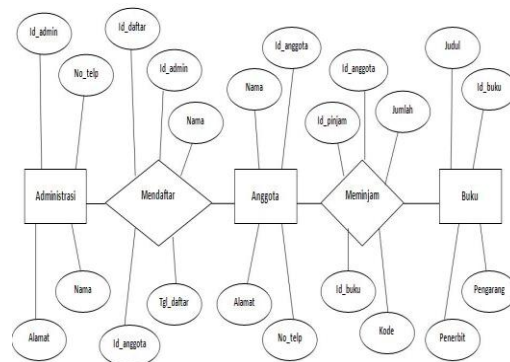 Id_admin
No_telp
Id_daftar
Id_admin
Nama
Nama
Id_anggota
Id_anggota
Id_pinjam
Jumlah
Judul
Id_buku
Administrasi
Mendaftar
Anggota
Meminjam
Buku
Alamat
Nama
Id_anggota
Tgl_daftar
Alamat
No_telp
Id_buku
Kode
Penerbit
Pengarang